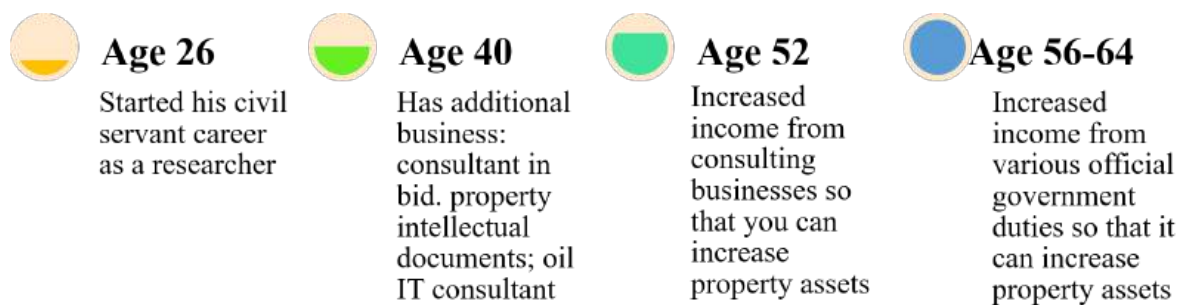 Age 26
Started his civil
servant career
as a researcher
Age 40
Has additional
business:
consultant in
bid. property
intellectual
documents; oil
IT consultant
Age 52
Increased
income from
consulting
businesses so
that you can
increase
property assets
Age 56-64
Increased
income from
various official
government
duties so that it
can increase
property assets